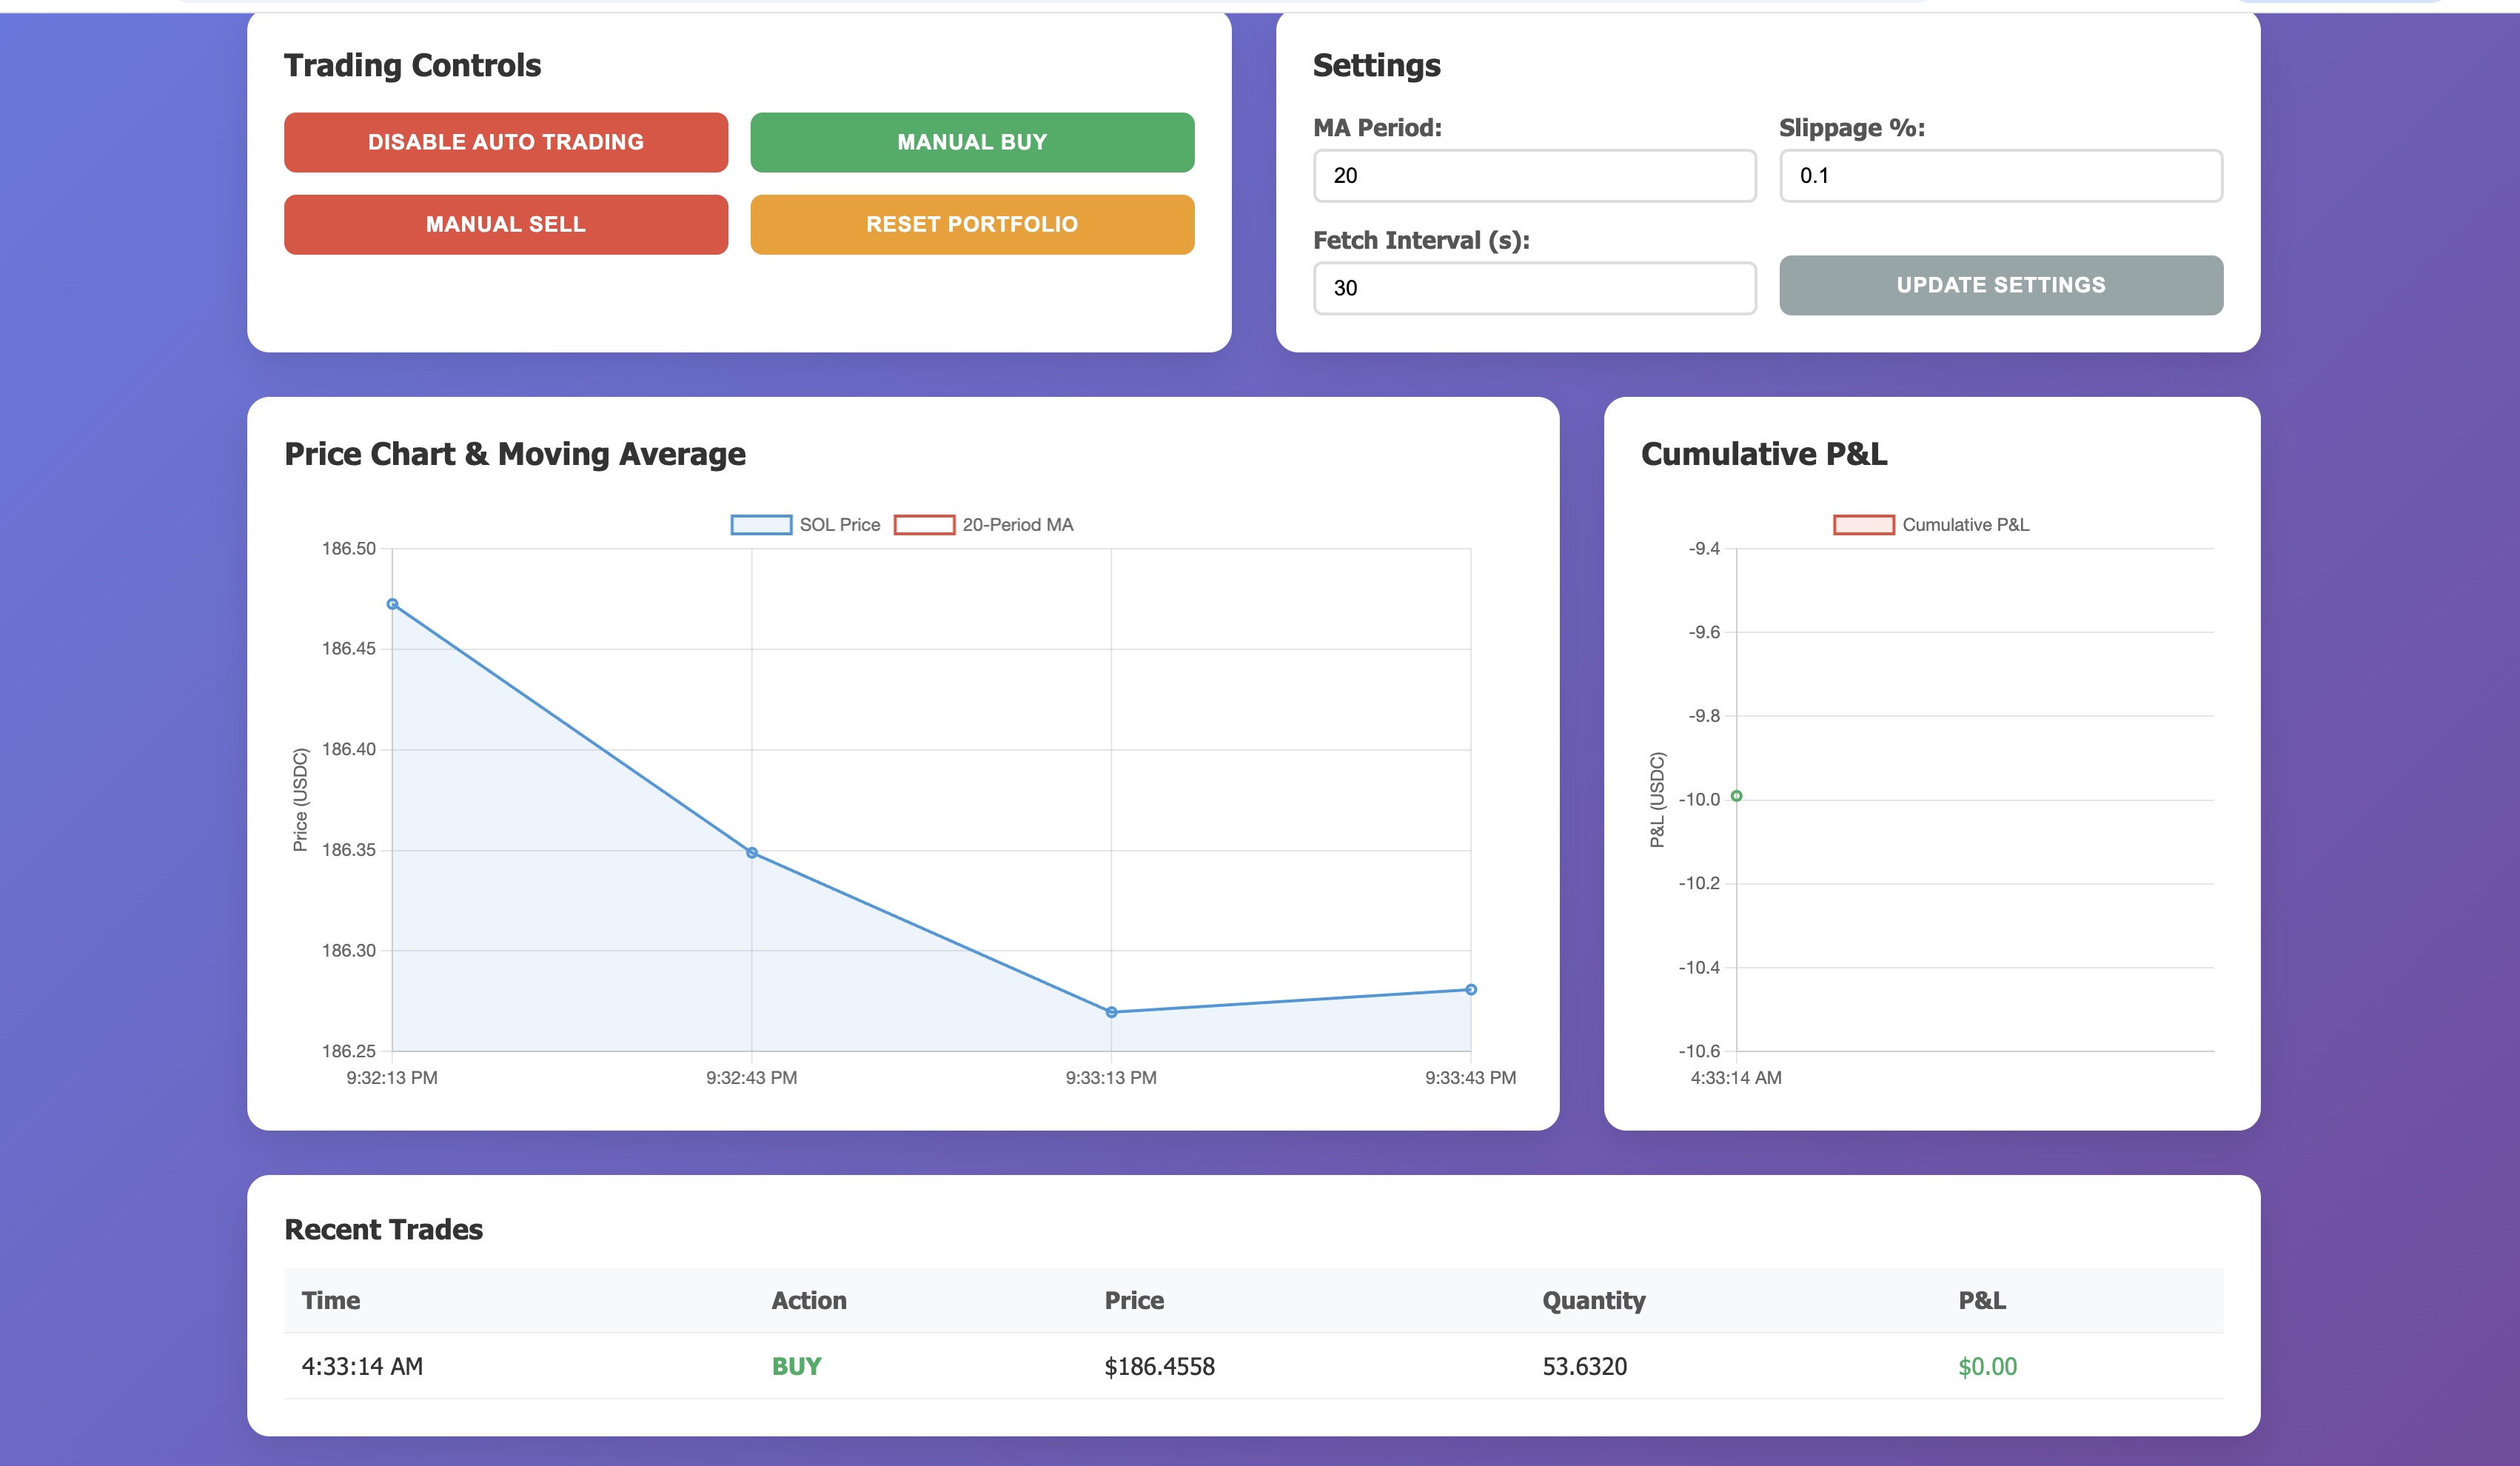 Trading Controls
DISABLE AUTO TRADING
MANUAL BUY
MANUAL SELL
RESET PORTFOLIO
Settings
MA Period:
Slippage %:
20
0.1
Fetch Interval (s):
30
UPDATE SETTINGS
Price Chart & Moving Average
SOL Price
20-Period MA
186.50
186.45
186.40
186.35
186.30
186.25
Price (USDC)
9:32:13 PM
9:32:43 PM
9:33:13 PM
9:33:43 PM
Cumulative P&L
Cumulative P&L
-9.4
-9.6
-9.8
-10.0
-10.2
-10.4
-10.6
P&L (USDC)
4:33:14 AM
Recent Trades
Time Action Price Quantity P&L
4:33:14 AM BUY $186.4558 53.6320 $0.00